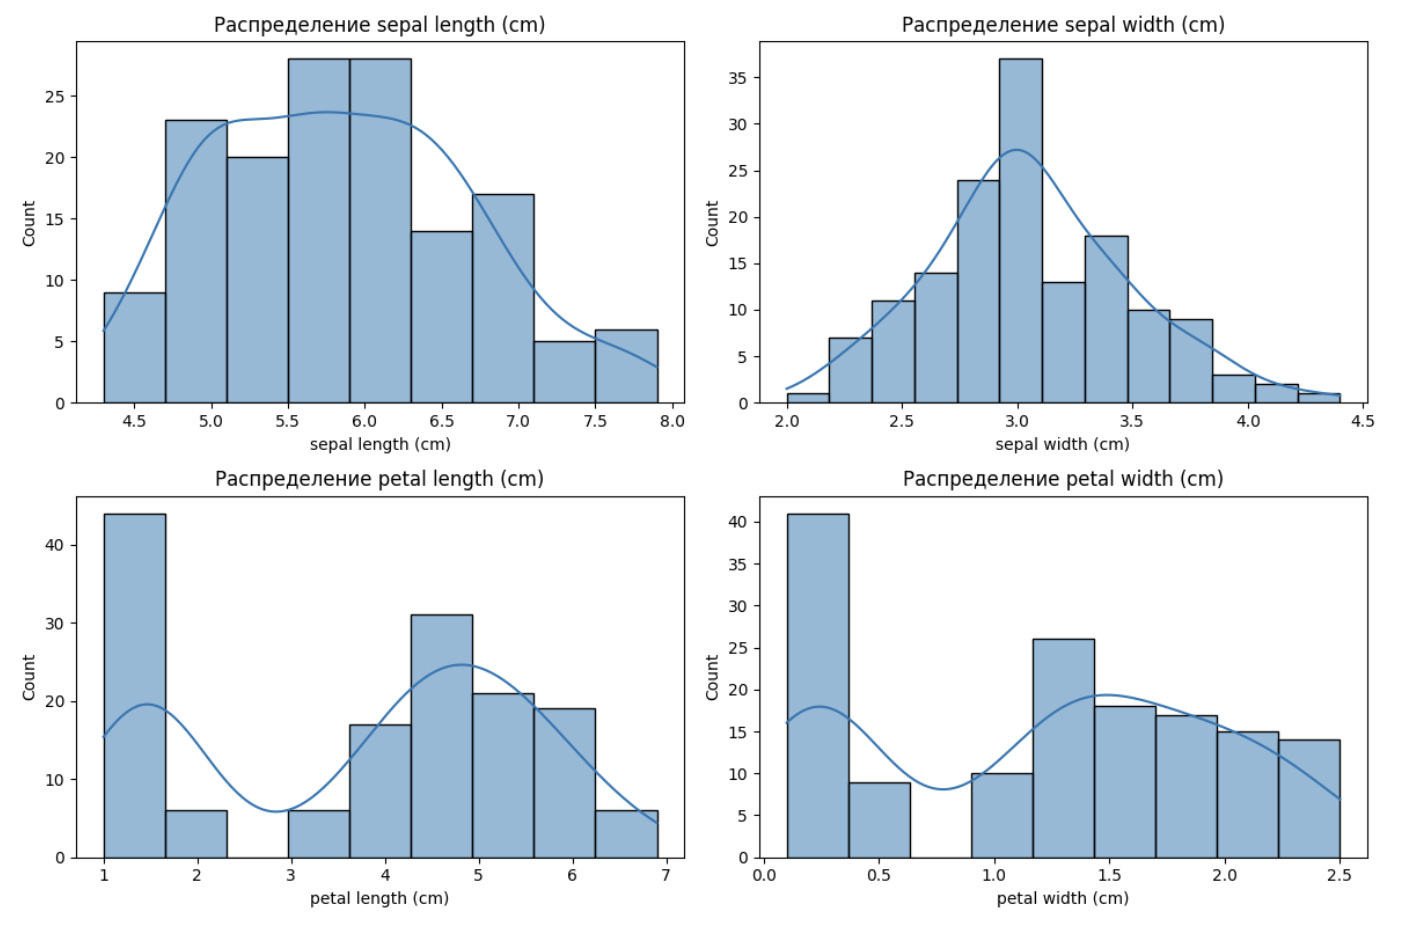 Распределение sepal length (cm)
25
20
15
10
5
0
Count
4.5 5.0 5.5 6.0 6.5 7.0 7.5 8.0
sepal length (cm)
Распределение sepal width (cm)
35
30
25
20
15
10
5
0
Count
2.0 2.5 3.0 3.5 4.0 4.5
sepal width (cm)
Распределение petal length (cm)
40
30
20
10
0
Count
1 2 3 4 5 6 7
petal length (cm)
Распределение petal width (cm)
40
35
30
25
20
15
10
5
0
Count
0.0 0.5 1.0 1.5 2.0 2.5
petal width (cm)